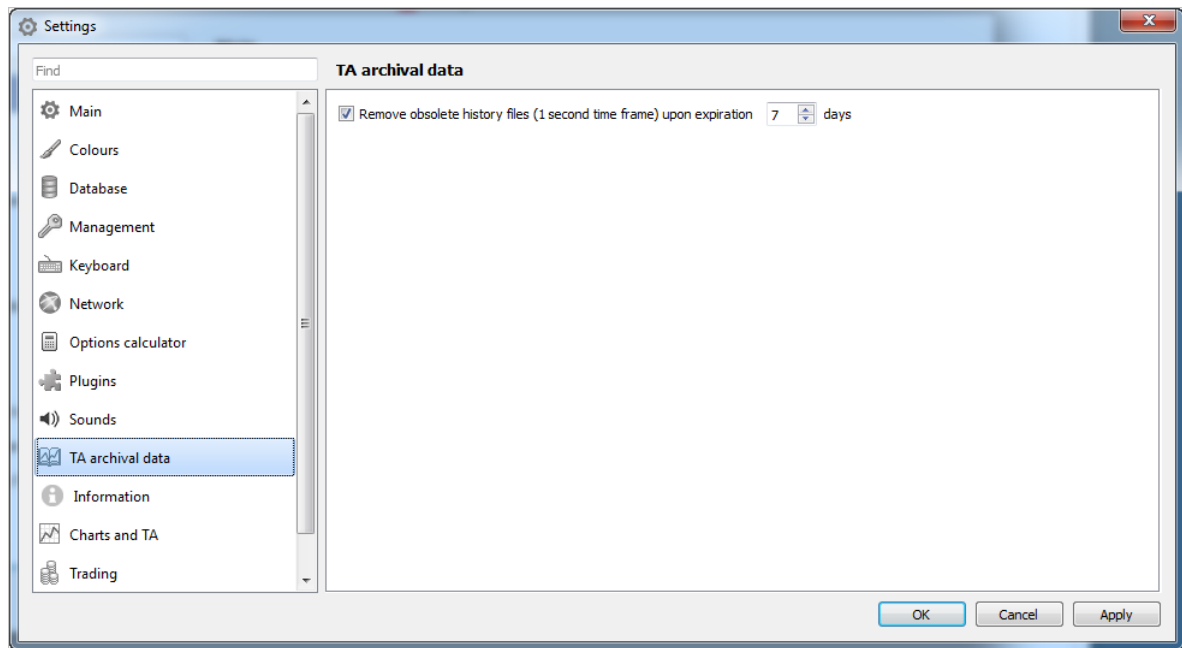 Settings
Find
TA archival data
Main
Remove obsolete history files (1 second time frame) upon expiration 7 days
Colours
Database
Management
Keyboard
Network
Options calculator
Plugins
Sounds
TA archival data
Information
Charts and TA
Trading
OK Cancel Apply